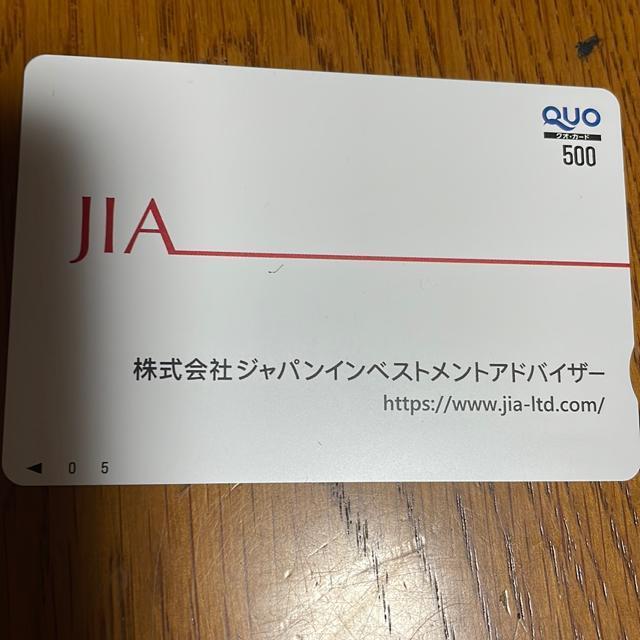 QUO
クオ・カード
500
JIA
株式会社ジャパンインベストメントアドバイザー
https://www.jia-ltd.com/
◀ 0 5